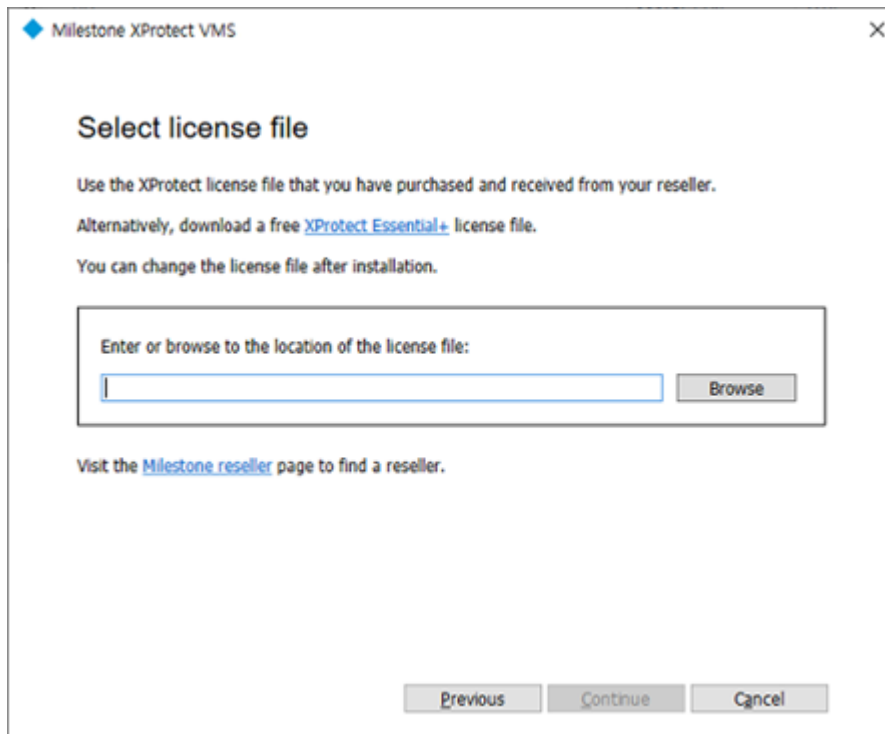 Milestone XProtect VMS
Select license file
Use the XProtect license file that you have purchased and received from your reseller.
Alternatively, download a free XProtect Essential+ license file.
You can change the license file after installation.
Enter or browse to the location of the license file:
Browse
Visit the Milestone reseller page to find a reseller.
Previous Continue Cancel